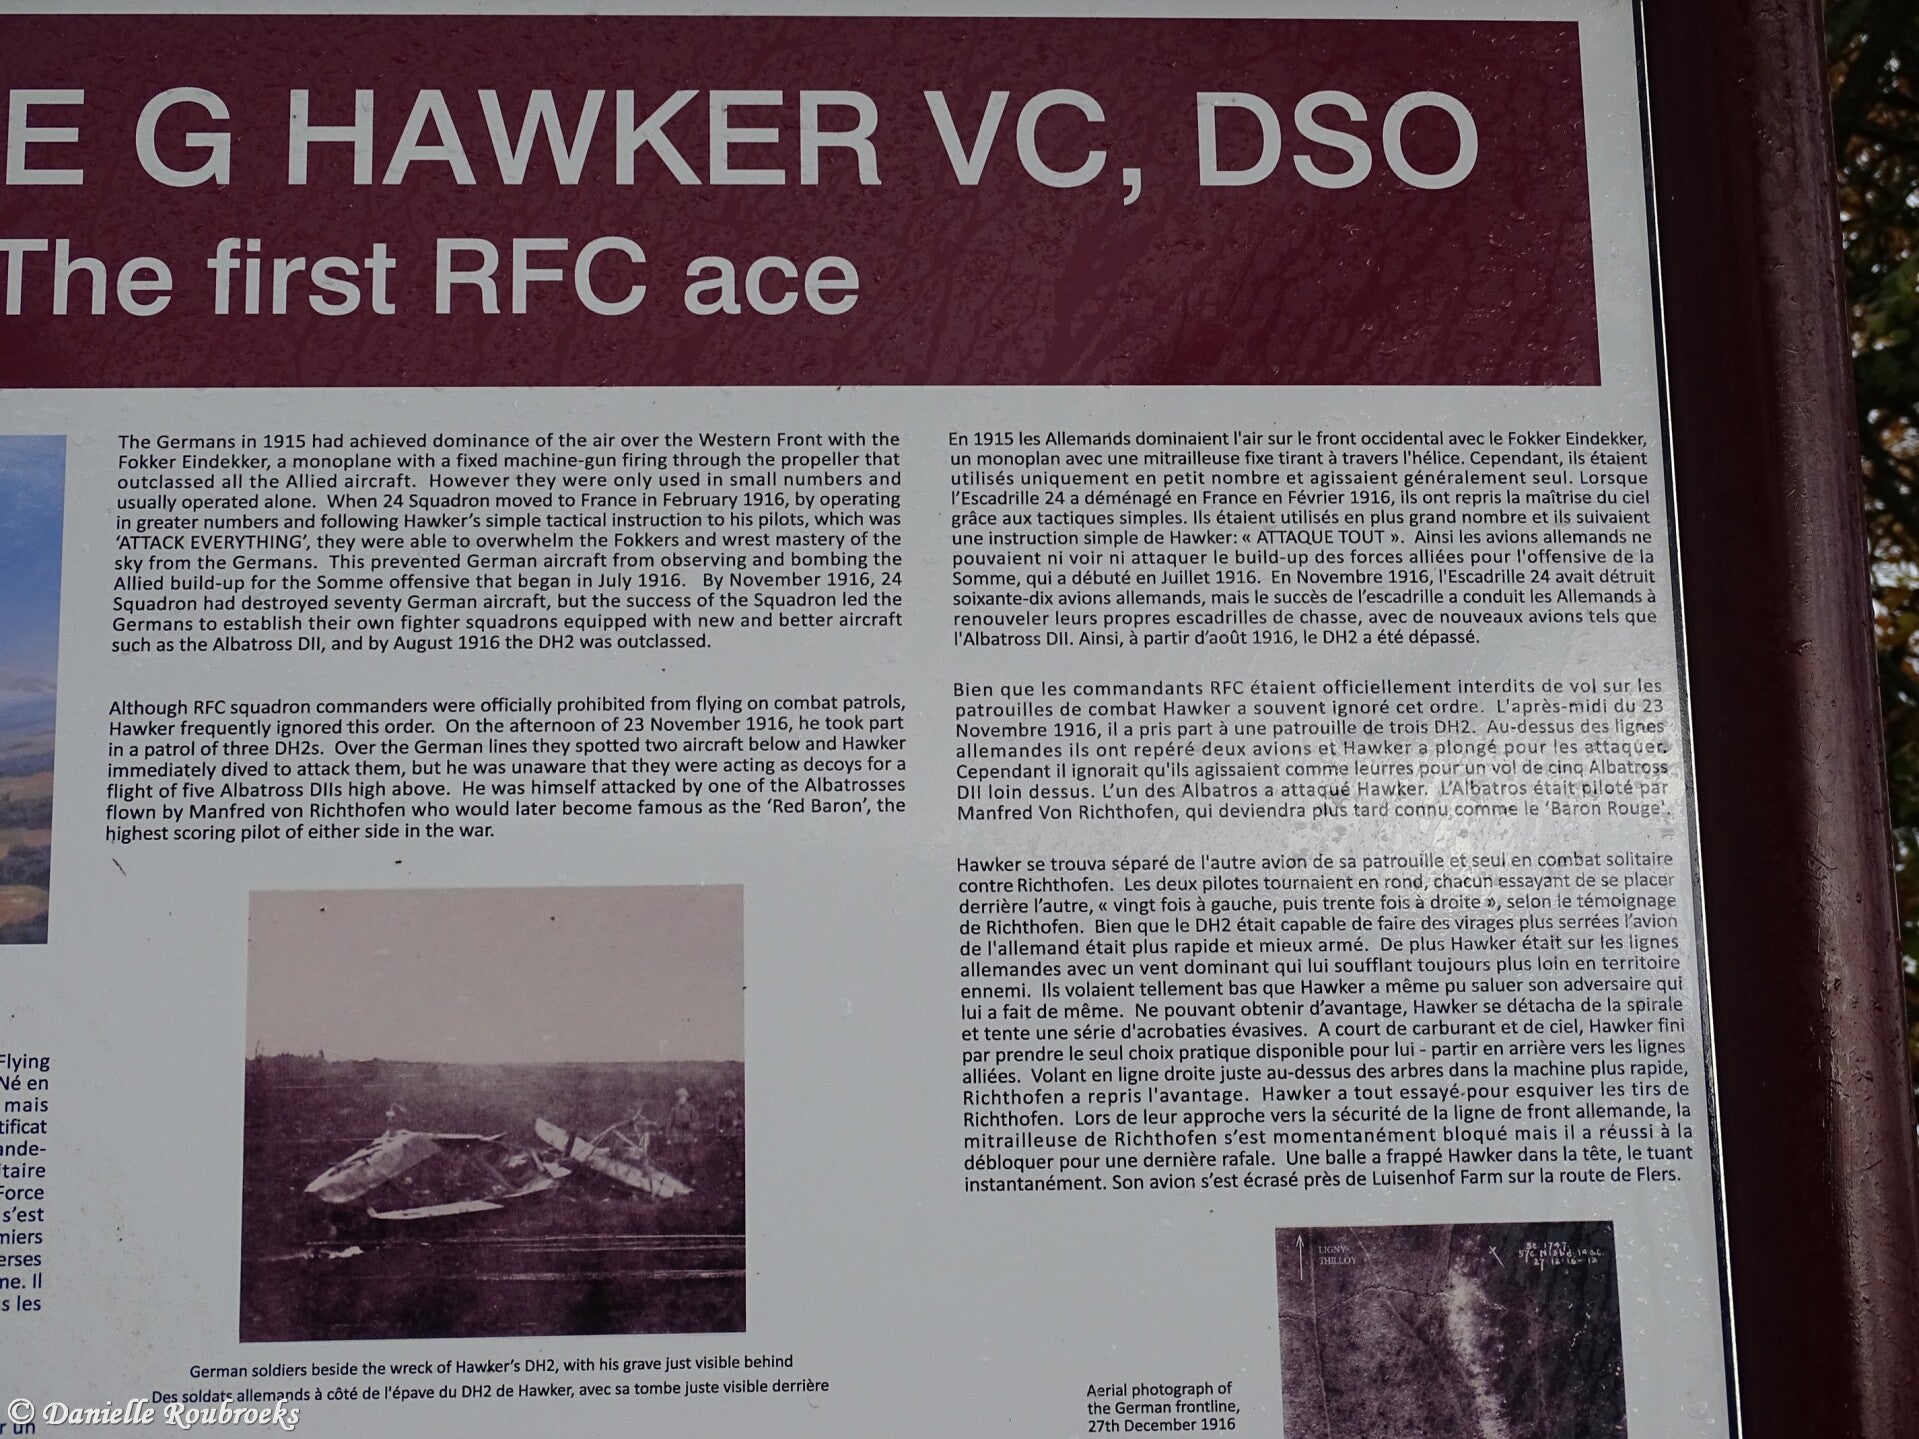 E G HAWKER VC, DSO
The first RFC ace
The Germans in 1915 had achieved dominance of the air over the Western Front with the
Fokker Eindekker, a monoplane with a fixed machine-gun firing through the propeller that
outclassed all the Allied aircraft. However they were only used in small numbers and
usually operated alone. When 24 Squadron moved to France in February 1916, by operating
in greater numbers and following Hawker's simple tactical instruction to his pilots, which was
'ATTACK EVERYTHING', they were able to overwhelm the Fokkers and wrest mastery of the
sky from the Germans. This prevented German aircraft from observing and bombing the
Allied build-up for the Somme offensive that began in July 1916. By November 1916, 24
Squadron had destroyed seventy German aircraft, but the success of the Squadron led the
Germans to establish their own fighter squadrons equipped with new and better aircraft
such as the Albatross DII, and by August 1916 the DH2 was outclassed.
Although RFC squadron commanders were officially prohibited from flying on combat patrols,
Hawker frequently ignored this order. On the afternoon of 23 November 1916, he took part
in a patrol of three DH2s. Over the German lines they spotted two aircraft below and Hawker
immediately dived to attack them, but he was unaware that they were acting as decoys for a
flight of five Albatross DIIs high above. He was himself attacked by one of the Albatrosses
flown by Manfred von Richthofen who would later become famous as the 'Red Baron', the
highest scoring pilot of either side in the war.
German soldiers beside the wreck of Hawker's DH2, with his grave just visible behind
Des soldats allemands à côté de l'épave du DH2 de Hawker, avec sa tombe juste visible derrière
En 1915 les Allemands dominaient l'air sur le front occidental avec le Fokker Eindekker,
un monoplan avec une mitrailleuse fixe tirant à travers l'hélice. Cependant, ils étaient
utilisés uniquement en petit nombre et agissaient généralement seul. Lorsque
l'Escadrille 24 a déménagé en France en Février 1916, ils ont repris la maîtrise du ciel
grâce aux tactiques simples. Ils étaient utilisés en plus grand nombre et ils suivaient
une instruction simple de Hawker: « ATTAQUE TOUT ». Ainsi les avions allemands ne
pouvaient ni voir ni attaquer le build-up des forces alliées pour l'offensive de la
Somme, qui a débuté en Juillet 1916. En Novembre 1916, l'Escadrille 24 avait détruit
soixante-dix avions allemands, mais le succès de l'escadrille a conduit les Allemands à
renouveler leurs propres escadrilles de chasse, avec de nouveaux avions tels que
l'Albatross DII. Ainsi, à partir d'août 1916, le DH2 a été dépassé.
Bien que les commandants RFC étaient officiellement interdits de vol sur les
patrouilles de combat Hawker a souvent ignoré cet ordre. L'après-midi du 23
Novembre 1916, il a pris part à une patrouille de trois DH2. Au-dessus des lignes
allemandes ils ont repéré deux avions et Hawker a plongé pour les attaquer.
Cependant il ignorait qu'ils agissaient comme leurres pour un vol de cinq Albatross
DII loin dessus. L'un des Albatros a attaqué Hawker. L'Albatros était piloté par
Manfred Von Richthofen, qui deviendra plus tard connu comme le 'Baron Rouge'.
Hawker se trouva séparé de l'autre avion de sa patrouille et seul en combat solitaire
contre Richthofen. Les deux pilotes tournaient en rond, chacun essayant de se placer
derrière l'autre, « vingt fois à gauche, puis trente fois à droite », selon le témoignage
de Richthofen. Bien que le DH2 était capable de faire des virages plus serrées l'avion
de l'allemand était plus rapide et mieux armé. De plus Hawker était sur les lignes
allemandes avec un vent dominant qui lui soufflant toujours plus loin en territoire
ennemi. Ils volaient tellement bas que Hawker a même pu saluer son adversaire qui
lui a fait de même. Ne pouvant obtenir d'avantage, Hawker se détacha de la spirale
et tente une série d'acrobaties évasives. A court de carburant et de ciel, Hawker fini
par prendre le seul choix pratique disponible pour lui - partir en arrière vers les lignes
alliées. Volant en ligne droite juste au-dessus des arbres dans la machine plus rapide,
Richthofen a repris l'avantage. Hawker a tout essayé pour esquiver les tirs de
Richthofen. Lors de leur approche vers la sécurité de la ligne de front allemande, la
mitrailleuse de Richthofen s'est momentanément bloqué mais il a réussi à la
débloquer pour une dernière rafale. Une balle a frappé Hawker dans la tête, le tuant
instantanément. Son avion s'est écrasé près de Luisenhof Farm sur la route de Flers.
LIGNY-
THILLOY
Aerial photograph of
the German frontline,
27th December 1916
Flying
Né en
mais
tificat
ande-
itaire
Force
s'est
miers
erses
ne. Il
s les
r un
© Danielle Roubroeks